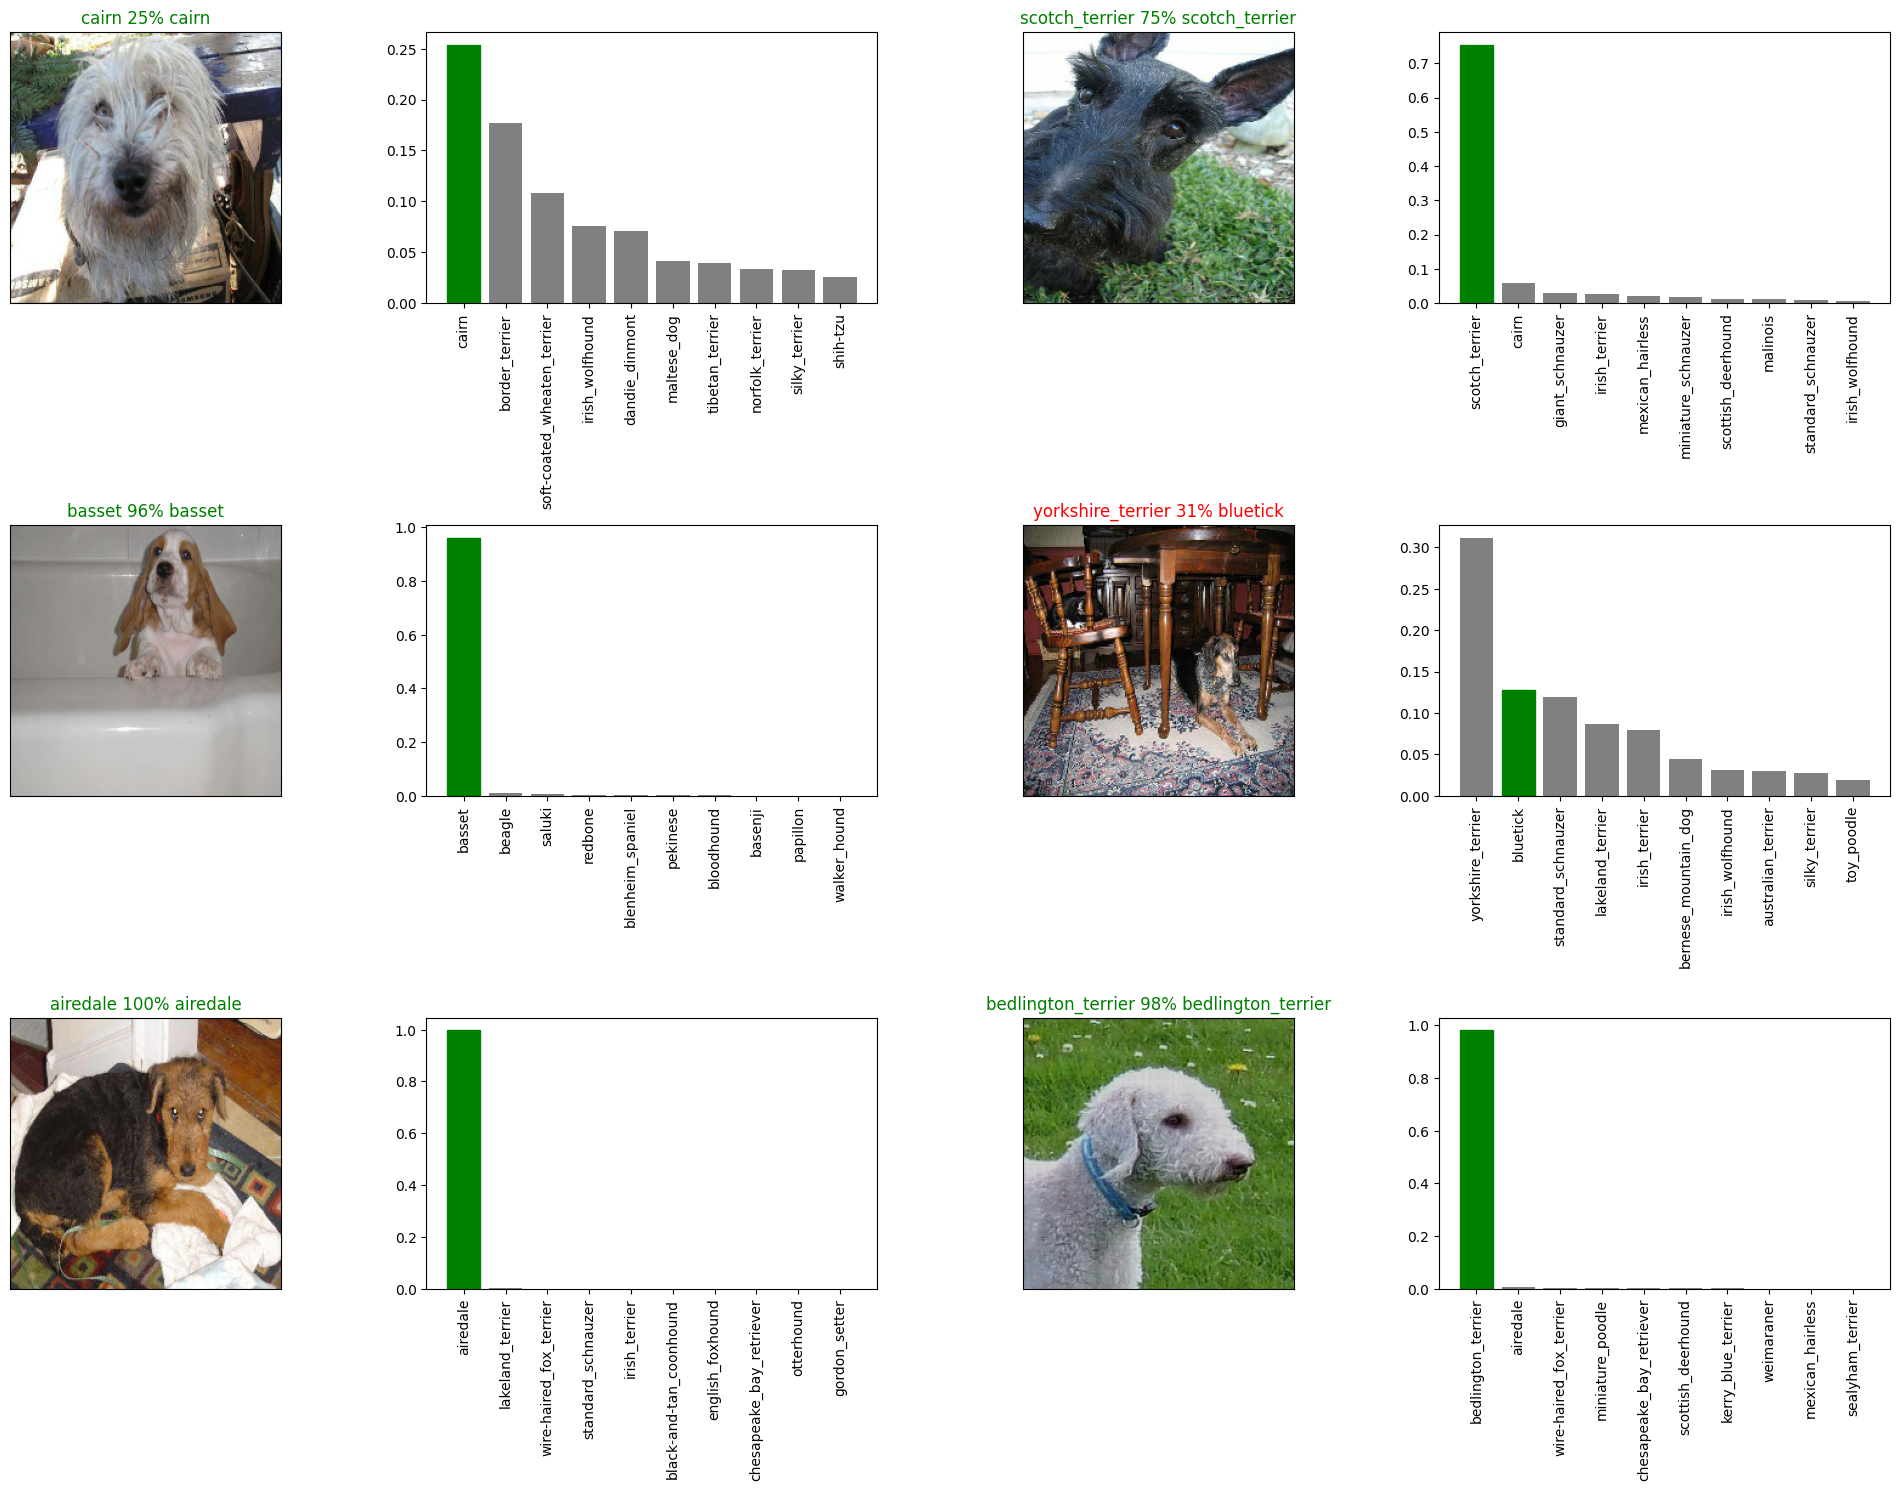 cairn 25% cairn
0.25
0.20
0.15
0.10
0.05
0.00
cairn
border_terrier
soft-coated_wheaten_terrier
irish_wolfhound
dandie_dinmont
maltese_dog
tibetan_terrier
norfolk_terrier
silky_terrier
shih-tzu
scotch_terrier 75% scotch_terrier
0.7
0.6
0.5
0.4
0.3
0.2
0.1
0.0
scotch_terrier
cairn
giant_schnauzer
irish_terrier
mexican_hairless
miniature_schnauzer
scottish_deerhound
malinois
standard_schnauzer
irish_wolfhound
basset 96% basset
1.0
0.8
0.6
0.4
0.2
0.0
basset
beagle
saluki
redbone
blenheim_spaniel
pekinese
bloodhound
basenji
papillon
walker_hound
yorkshire_terrier 31% bluetick
0.30
0.25
0.20
0.15
0.10
0.05
0.00
yorkshire_terrier
bluetick
standard_schnauzer
lakeland_terrier
irish_terrier
bernese_mountain_dog
irish_wolfhound
australian_terrier
silky_terrier
toy_poodle
airedale 100% airedale
1.0
0.8
0.6
0.4
0.2
0.0
airedale
lakeland_terrier
wire-haired_fox_terrier
standard_schnauzer
irish_terrier
black-and-tan_coonhound
english_foxhound
chesapeake_bay_retriever
otterhound
gordon_setter
bedlington_terrier 98% bedlington_terrier
1.0
0.8
0.6
0.4
0.2
0.0
bedlington_terrier
airedale
wire-haired_fox_terrier
miniature_poodle
chesapeake_bay_retriever
scottish_deerhound
kerry_blue_terrier
weimaraner
mexican_hairless
sealyham_terrier